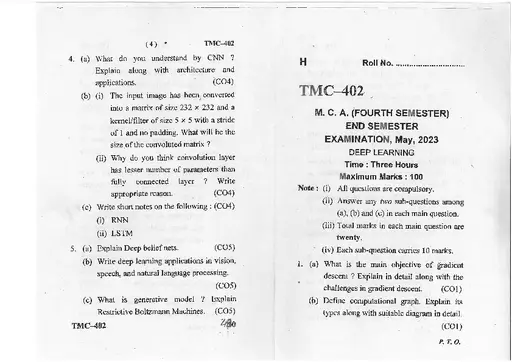 (4) TMC–402
4. (a) What do you understand by CNN ?
Explain along with architecture and
applications. (CO4)
(b) (i) The input image has been converted
into a matrix of size 232 × 232 and a
kernel/filter of size 5 × 5 with a stride
of 1 and no padding. What will be the
size of the convoluted matrix ?
(ii) Why do you think convolution layer
has lesser number of parameters than
fully connected layer ? Write
appropriate reason. (CO4)
(c) Write short notes on the following : (CO4)
(i) RNN
(ii) LSTM
5. (a) Explain Deep belief nets. (CO5)
(b) Write deep learning applications in vision,
speech, and natural language processing.
(CO5)
(c) What is generative model ? Explain
Restrictive Boltzmann Machines. (CO5)
TMC–402
H Roll No. ..............................
TMC–402
M. C. A. (FOURTH SEMESTER)
END SEMESTER
EXAMINATION, May, 2023
DEEP LEARNING
Time : Three Hours
Maximum Marks : 100
Note : (i) All questions are compulsory.
(ii) Answer any two sub-questions among
(a), (b) and (c) in each main question.
(iii) Total marks in each main question are
twenty.
(iv) Each sub-question carries 10 marks.
1. (a) What is the main objective of gradient
descent ? Explain in detail along with the
challenges in gradient descent. (CO1)
(b) Define computational graph. Explain its
types along with suitable diagram in detail.
(CO1)
P. T. O.